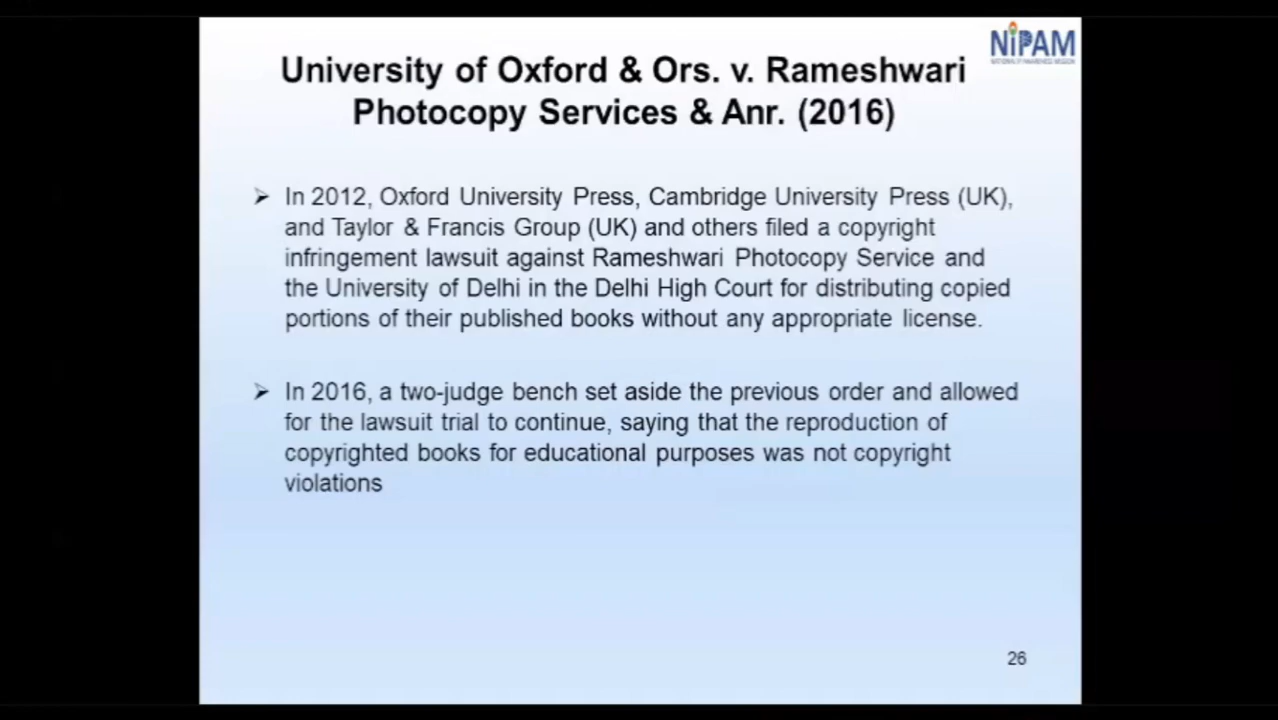 NiPAM
University of Oxford & Ors. v. Rameshwari
Photocopy Services & Anr. (2016)
➢ In 2012, Oxford University Press, Cambridge University Press (UK),
and Taylor & Francis Group (UK) and others filed a copyright
infringement lawsuit against Rameshwari Photocopy Service and
the University of Delhi in the Delhi High Court for distributing copied
portions of their published books without any appropriate license.
➢ In 2016, a two-judge bench set aside the previous order and allowed
for the lawsuit trial to continue, saying that the reproduction of
copyrighted books for educational purposes was not copyright
violations
26